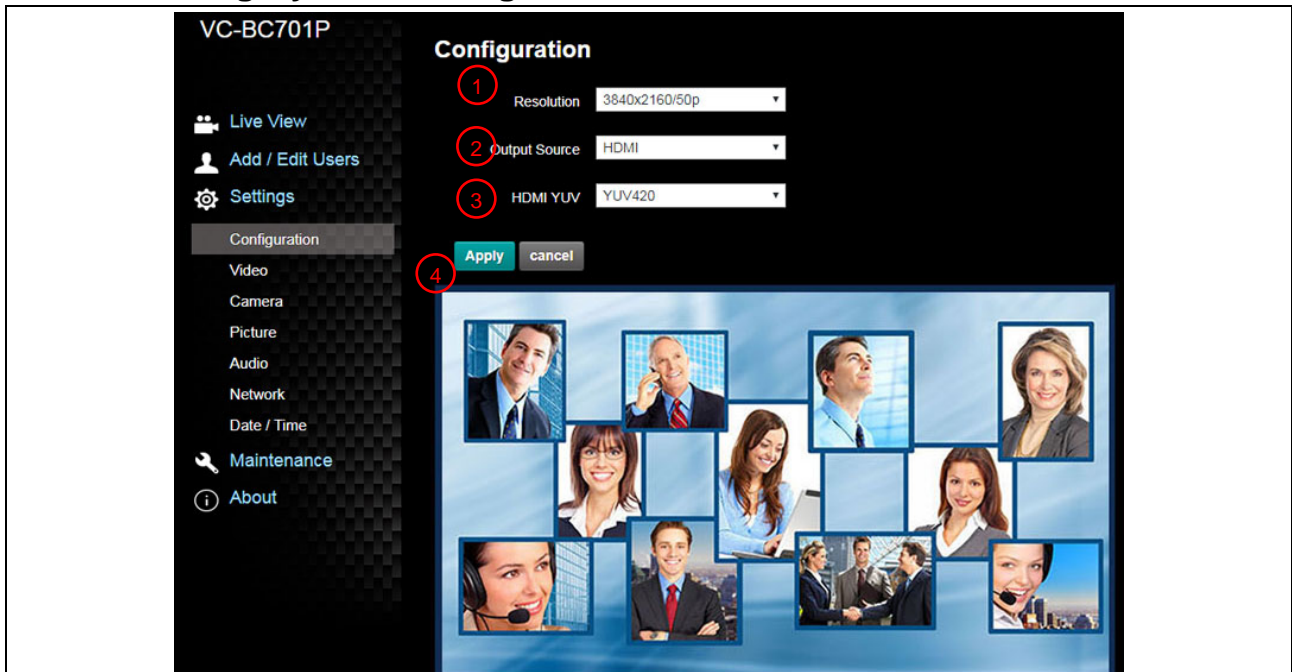 VC-BC701P
Live View
Add / Edit Users
Settings
Configuration
Video
Camera
Picture
Audio
Network
Date / Time
Maintenance
About
Configuration
1 Resolution 3840x2160/50p
2 Output Source HDMI
3 HDMI YUV YUV420
Apply cancel
4